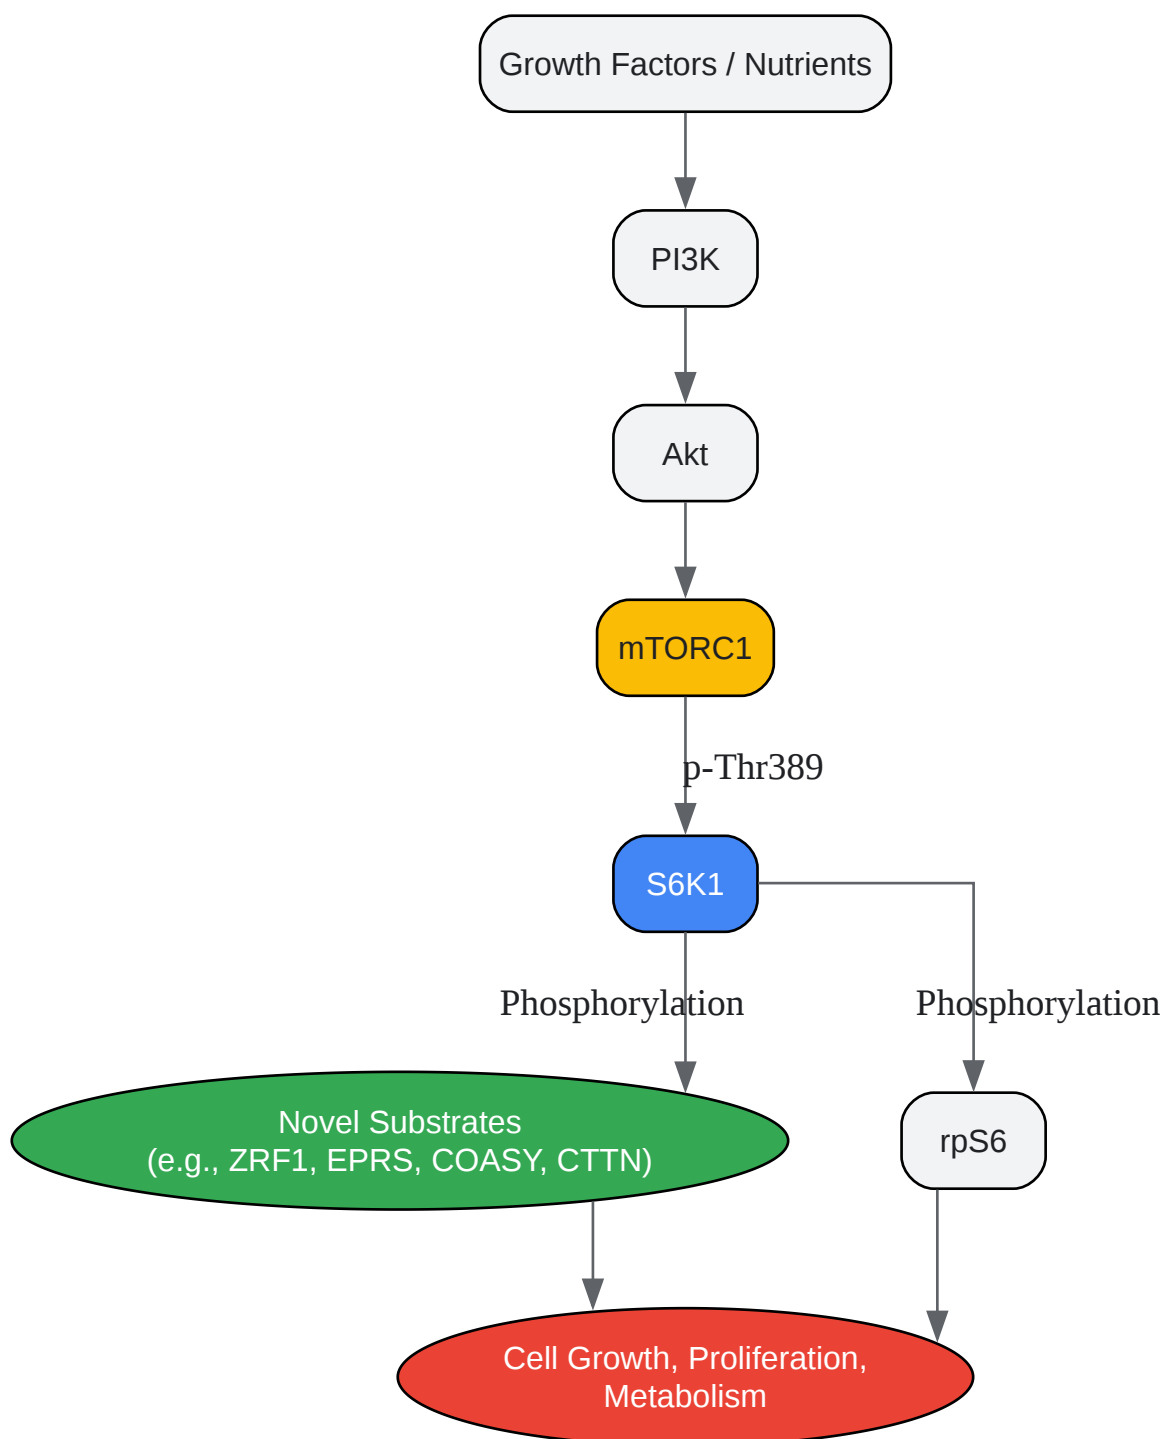 Growth Factors / Nutrients
PI3K
Akt
mTORC1
p-Thr389
S6K1
Phosphorylation
Phosphorylation
Novel Substrates
(e.g., ZRF1, EPRS, COASY, CTTN)
rpS6
Cell Growth, Proliferation,
Metabolism